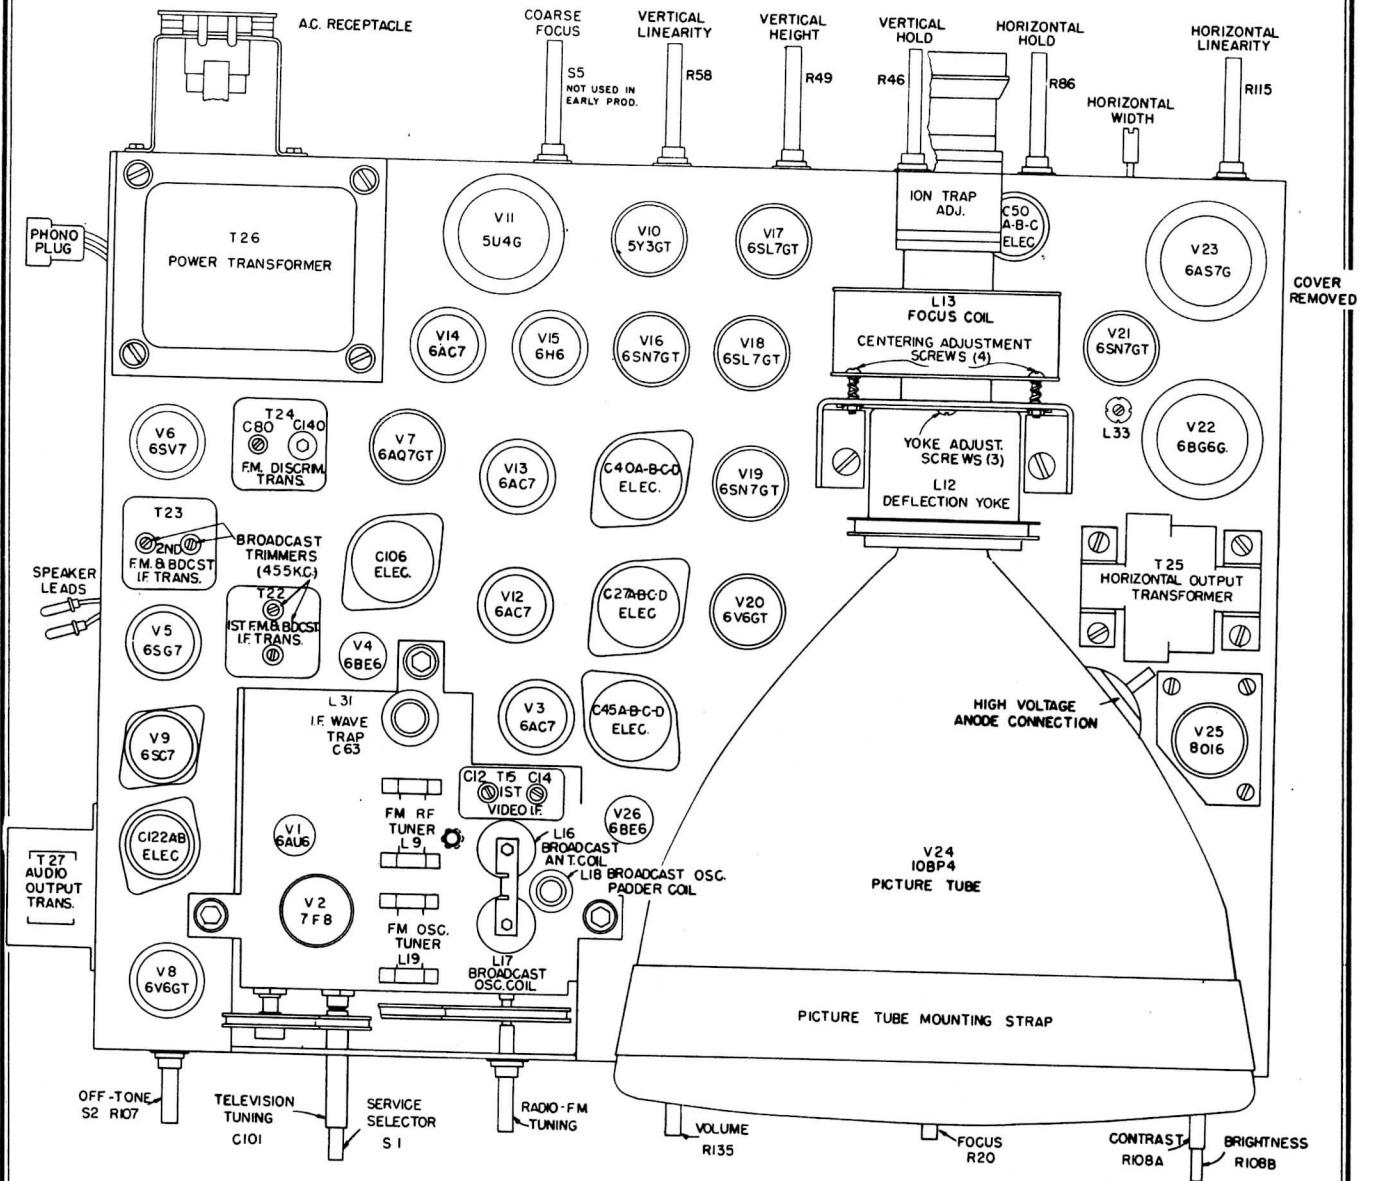 A.C. RECEPTACLE
COARSE
FOCUS
S5
NOT USED IN
EARLY PROD.
VERTICAL
LINEARITY
R58
VERTICAL
HEIGHT
R49
VERTICAL
HOLD
R46
HORIZONTAL
HOLD
R86
HORIZONTAL
WIDTH
HORIZONTAL
LINEARITY
R115
PHONO
PLUG
T26
POWER TRANSFORMER
V11
5U4G
V10
5Y3GT
V17
6SL7GT
ION TRAP
ADJ.
C50
A-B-C
ELEC.
V23
6AS7G
COVER
REMOVED
V14
6AC7
V15
6H6
V16
6SN7GT
V18
6SL7GT
L13
FOCUS COIL
CENTERING ADJUSTMENT
SCREWS (4)
V21
6SN7GT
L33
V22
6BG6G.
V6
6SV7
T24
C80 C140
F.M. DISCRIM.
TRANS.
V7
6AQ7GT
V13
6AC7
C40A-B-C-D
ELEC.
V19
6SN7GT
YOKE ADJUST.
SCREWS (3)
L12
DEFLECTION YOKE
T23
2ND
F.M. & BDCST
I.F. TRANS.
BROADCAST
TRIMMERS
(455KC.)
C106
ELEC.
SPEAKER
LEADS
T22
1ST F.M. & BDCST
I.F. TRANS.
V5
6SG7
V4
6BE6
V12
6AC7
C27A-B-C-D
ELEC
V20
6V6GT
T25
HORIZONTAL OUTPUT
TRANSFORMER
L31
I.F. WAVE
TRAP
C63
V3
6AC7
C45A-B-C-D
ELEC.
HIGH VOLTAGE
ANODE CONNECTION
V25
8016
V9
6SC7
C12 T15 C14
1ST
VIDEO I.F.
V26
6BE6
C122AB
ELEC
V1
6AU6
FM RF
TUNER
L9
L16
BROADCAST
ANT.COIL
L18 BROADCAST OSC.
PADDER COIL
V24
10BP4
PICTURE TUBE
T27
AUDIO
OUTPUT
TRANS.
V2
7F8
FM OSC.
TUNER
L19
L17
BROADCAST
OSC.COIL
V8
6V6GT
PICTURE TUBE MOUNTING STRAP
OFF-TONE
S2 R107
TELEVISION
TUNING
C101
SERVICE
SELECTOR
S1
RADIO-FM
TUNING
VOLUME
R135
FOCUS
R20
CONTRAST
R108A
BRIGHTNESS
R108B